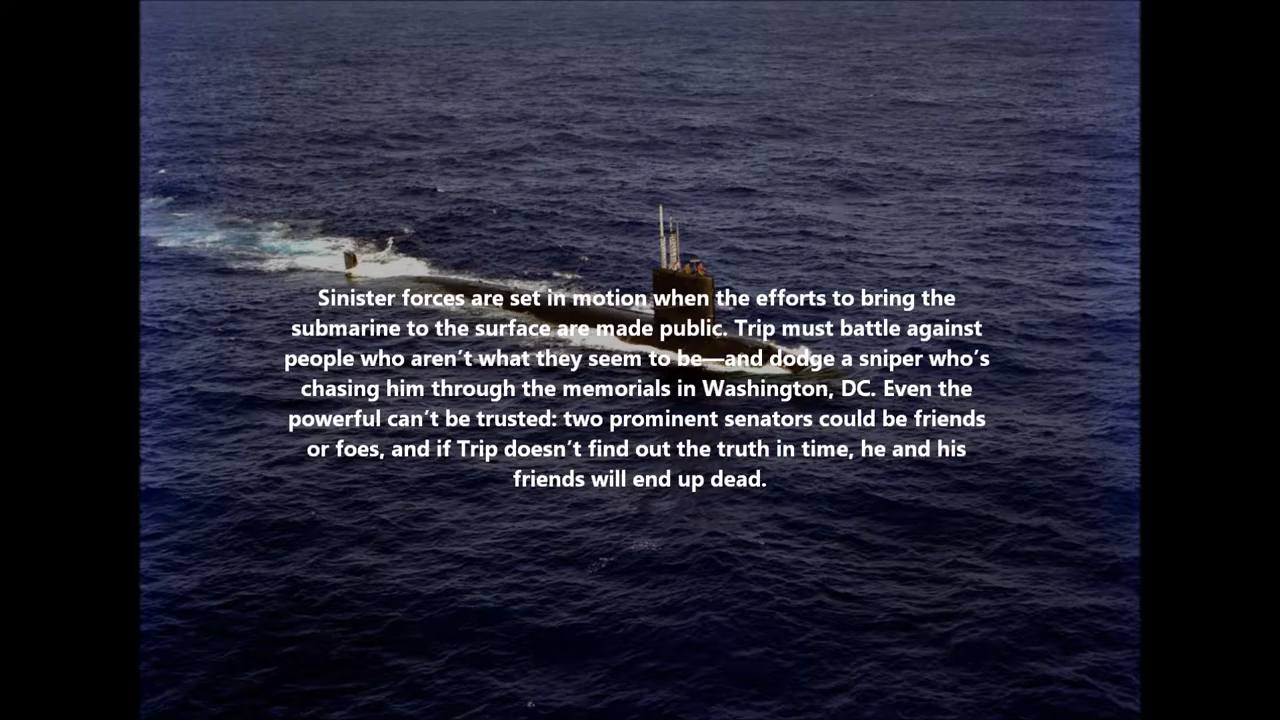 Sinister forces are set in motion when the efforts to bring the
submarine to the surface are made public. Trip must battle against
people who aren’t what they seem to be—and dodge a sniper who’s
chasing him through the memorials in Washington, DC. Even the
powerful can’t be trusted: two prominent senators could be friends
or foes, and if Trip doesn’t find out the truth in time, he and his
friends will end up dead.